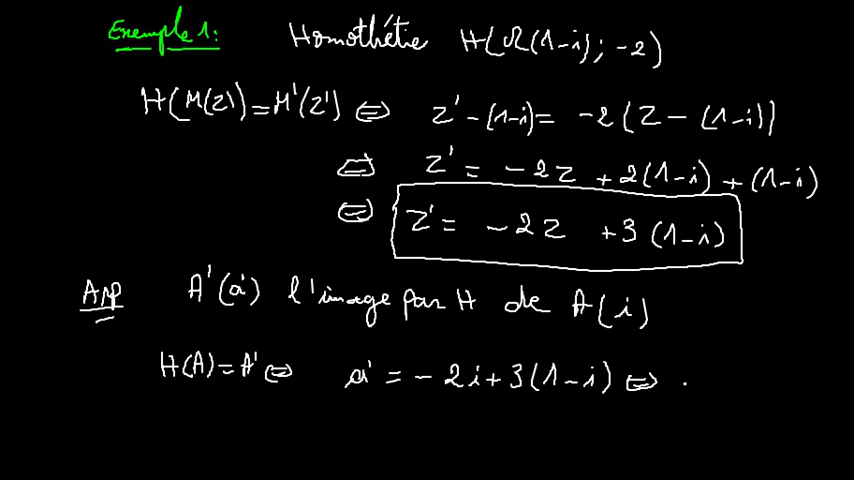 Exemple 1: Homothétie H(Ω(1-i); -2)
H(M(Z)) = M'(Z') ⇔ Z' - (1-i) = -2(Z - (1-i))
⇔ Z' = -2Z + 2(1-i) + (1-i)
⇔ Z' = -2Z + 3(1-i)
App A'(a') l'image par H de A(i)
H(A) = A' ⇔ a' = -2i + 3(1-i) ⇔ .